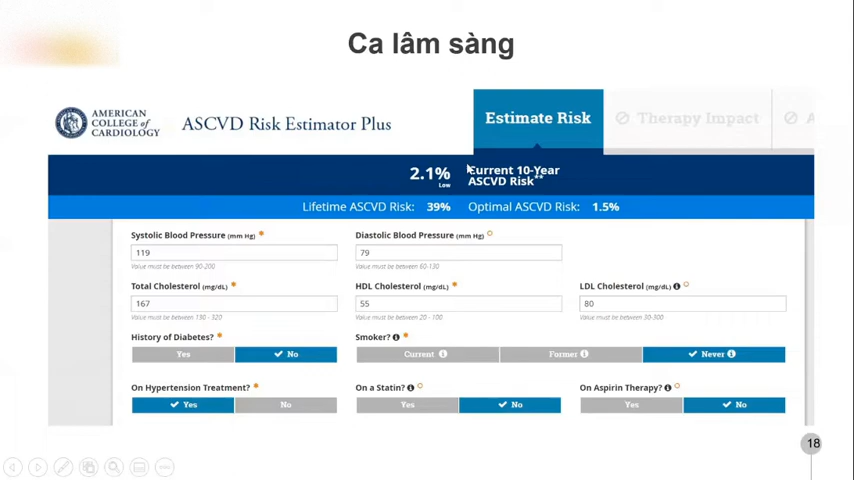 Ca lâm sàng
AMERICAN
COLLEGE of
CARDIOLOGY
ASCVD Risk Estimator Plus
Estimate Risk
Therapy Impact
A
2.1%
Low
Current 10-Year
ASCVD Risk**
Lifetime ASCVD Risk: 39% Optimal ASCVD Risk: 1.5%
Systolic Blood Pressure (mm Hg) * Diastolic Blood Pressure (mm Hg)
119 79
Value must be between 90-200 Value must be between 60-130
Total Cholesterol (mg/dL) * HDL Cholesterol (mg/dL) * LDL Cholesterol (mg/dL)
167 55 80
Value must be between 130 - 320 Value must be between 20 - 100 Value must be between 30-300
History of Diabetes? * Smoker? *
Yes No Current Former Never
On Hypertension Treatment? * On a Statin? On Aspirin Therapy?
Yes No Yes No Yes No
18